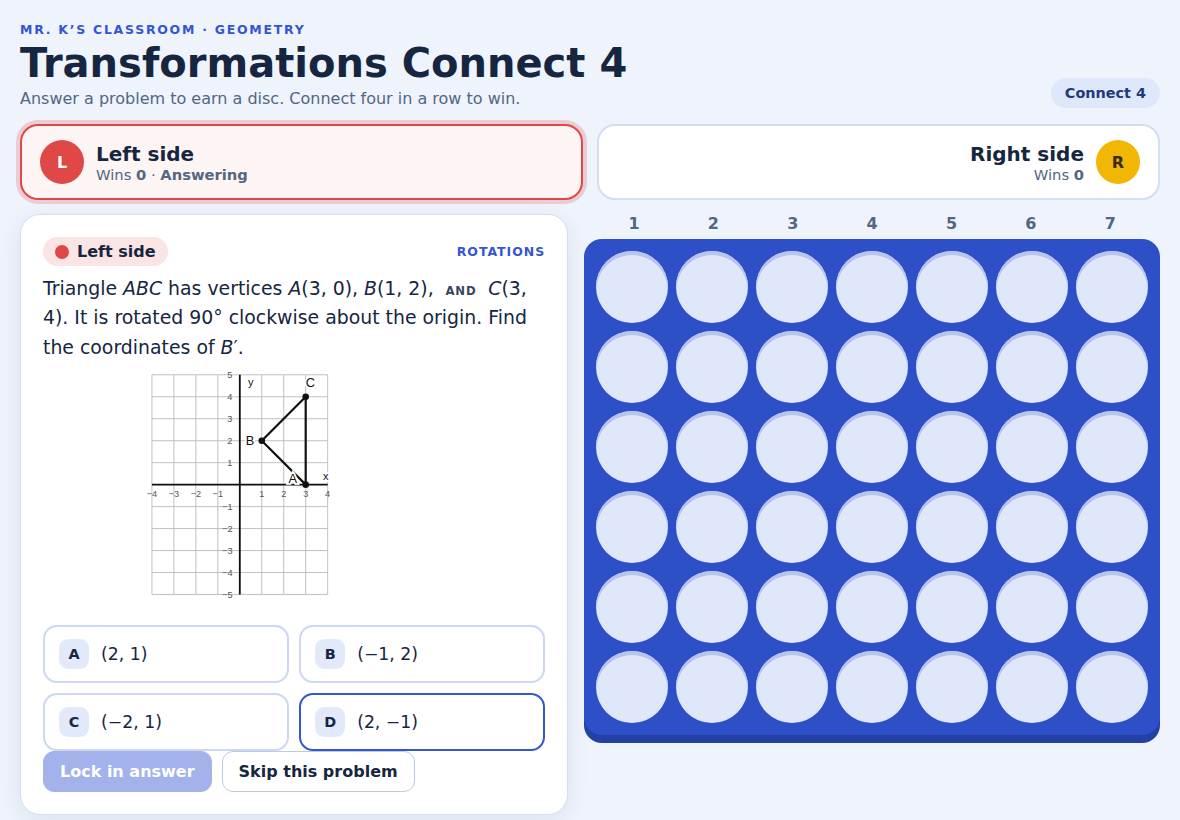 MR. K’S CLASSROOM · GEOMETRY
Transformations Connect 4
Answer a problem to earn a disc. Connect four in a row to win.
Connect 4
L
Left side
Wins 0 · Answering
Right side
Wins 0
R
Left side
ROTATIONS
Triangle ABC has vertices A(3, 0), B(1, 2), AND C(3,
4). It is rotated 90° clockwise about the origin. Find
the coordinates of B′.
5
y
C
4
3
B
2
1
A
x
−4 −3 −2 −1 1 2 3 4
−1
−2
−3
−4
−5
A (2, 1)
B (−1, 2)
C (−2, 1)
D (2, −1)
Lock in answer
Skip this problem
1 2 3 4 5 6 7